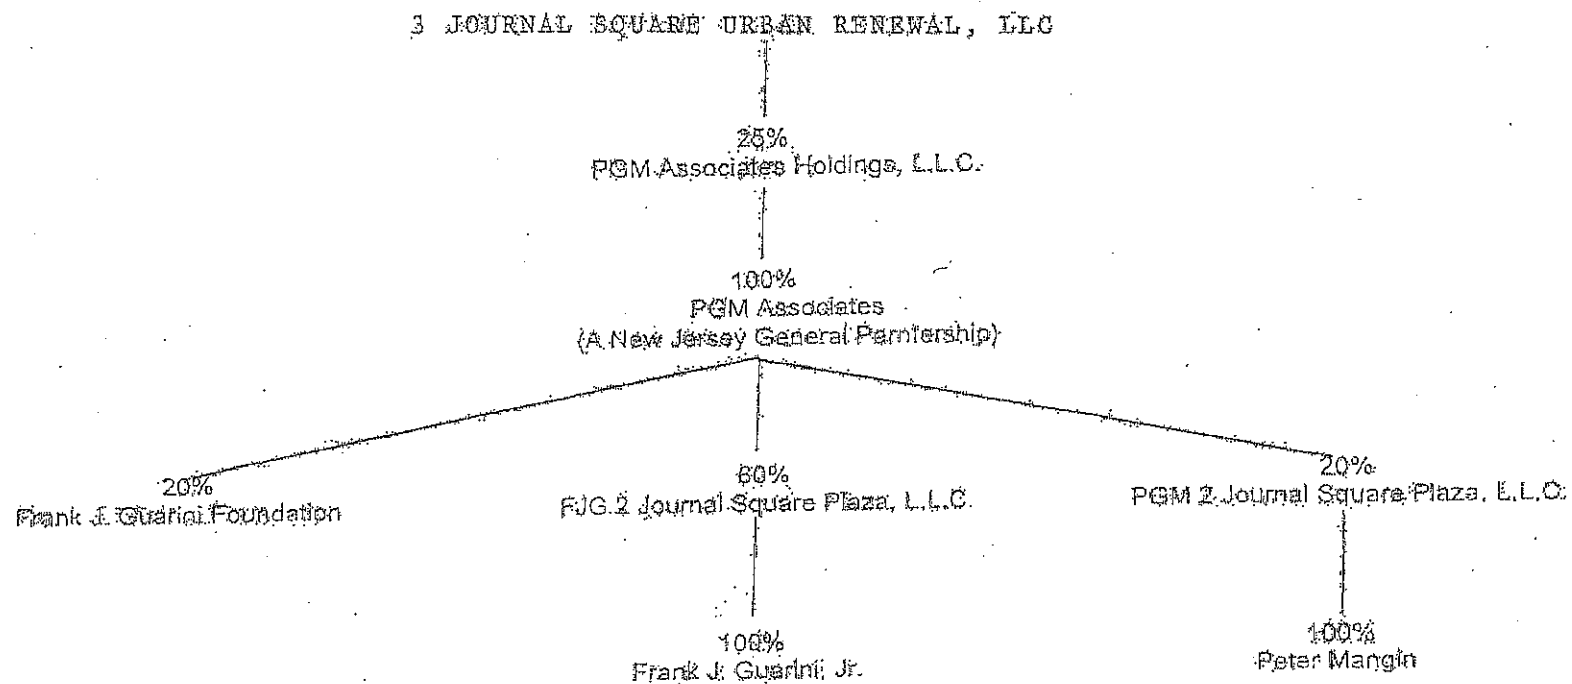 3 JOURNAL SQUARE URBAN RENEWAL, LLC
25%
PGM Associates Holdings, L.L.C.
100%
PGM Associates
(A New Jersey General Parntership)
20%
Frank J. Guarini Foundation
60%
FJG 2 Journal Square Plaza, L.L.C.
20%
PGM 2 Journal Square Plaza, L.L.C.
100%
Frank J. Guarini, Jr.
100%
Peter Mangin